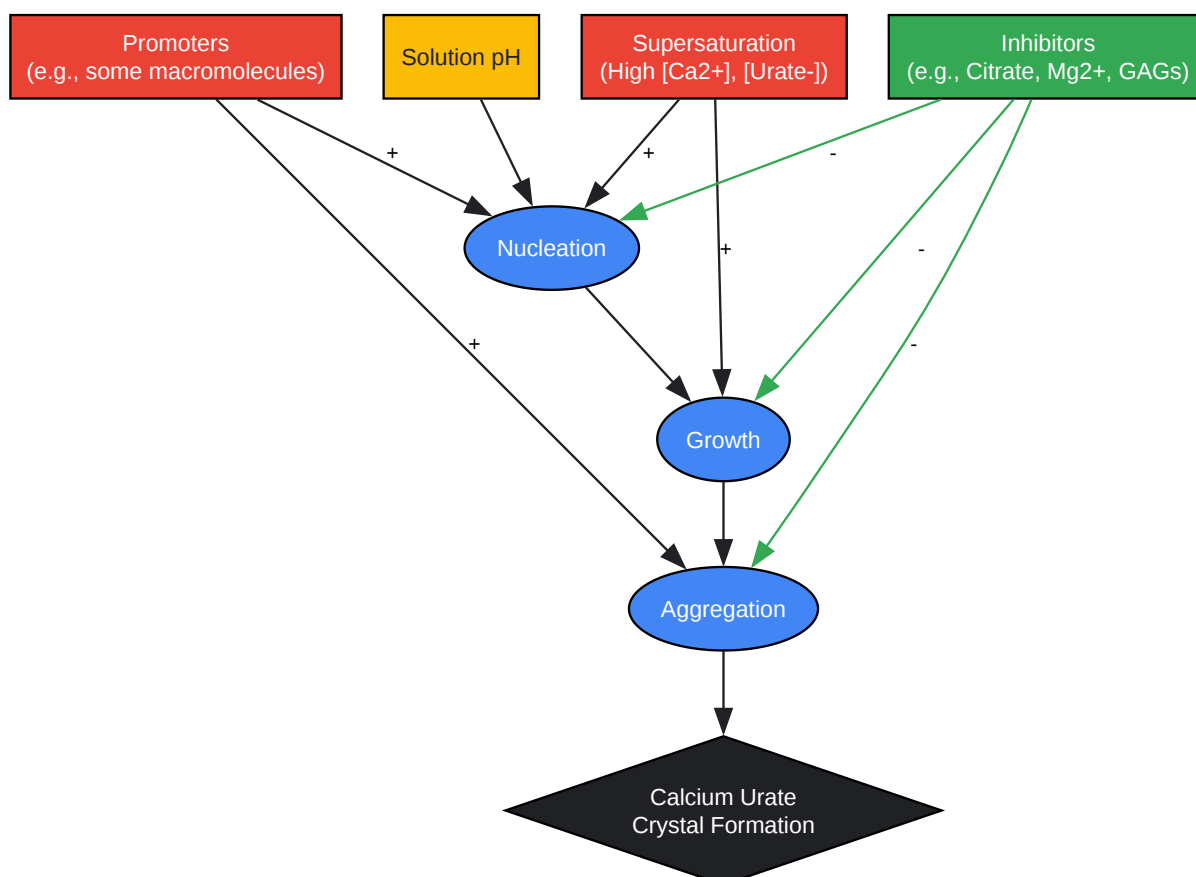 Promoters
(e.g., some macromolecules)
Solution pH
Supersaturation
(High [Ca2+], [Urate-])
Inhibitors
(e.g., Citrate, Mg2+, GAGs)
+
+
-
Nucleation
+
-
+
-
Growth
Aggregation
Calcium Urate
Crystal Formation